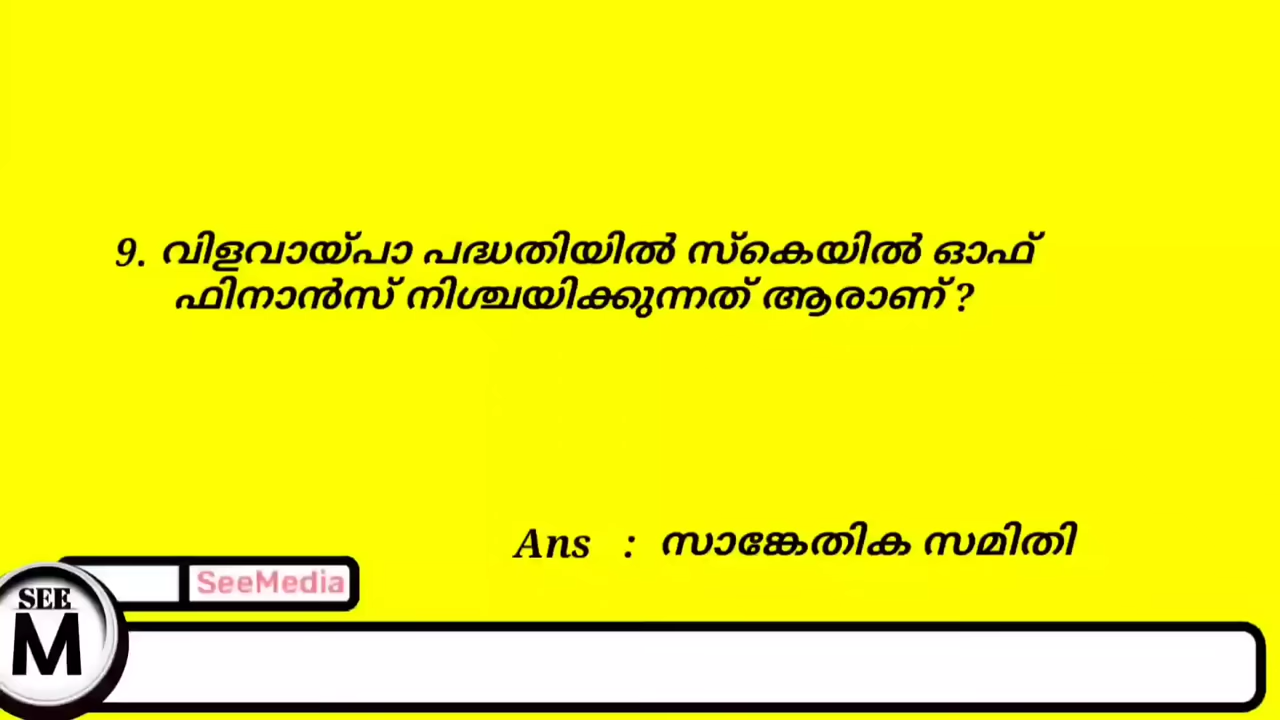 9. വിളവായ്പാ പദ്ധതിയിൽ സ്കെയിൽ ഓഫ്
ഫിനാൻസ് നിശ്ചയിക്കുന്നത് ആരാണ് ?
Ans : സാങ്കേതിക സമിതി
SeeMedia
SEE
M